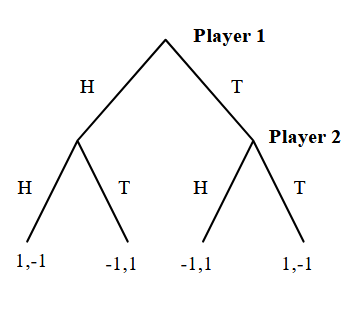 Player 1
H
T
Player 2
H
T
H
T
1,-1
-1,1
-1,1
1,-1